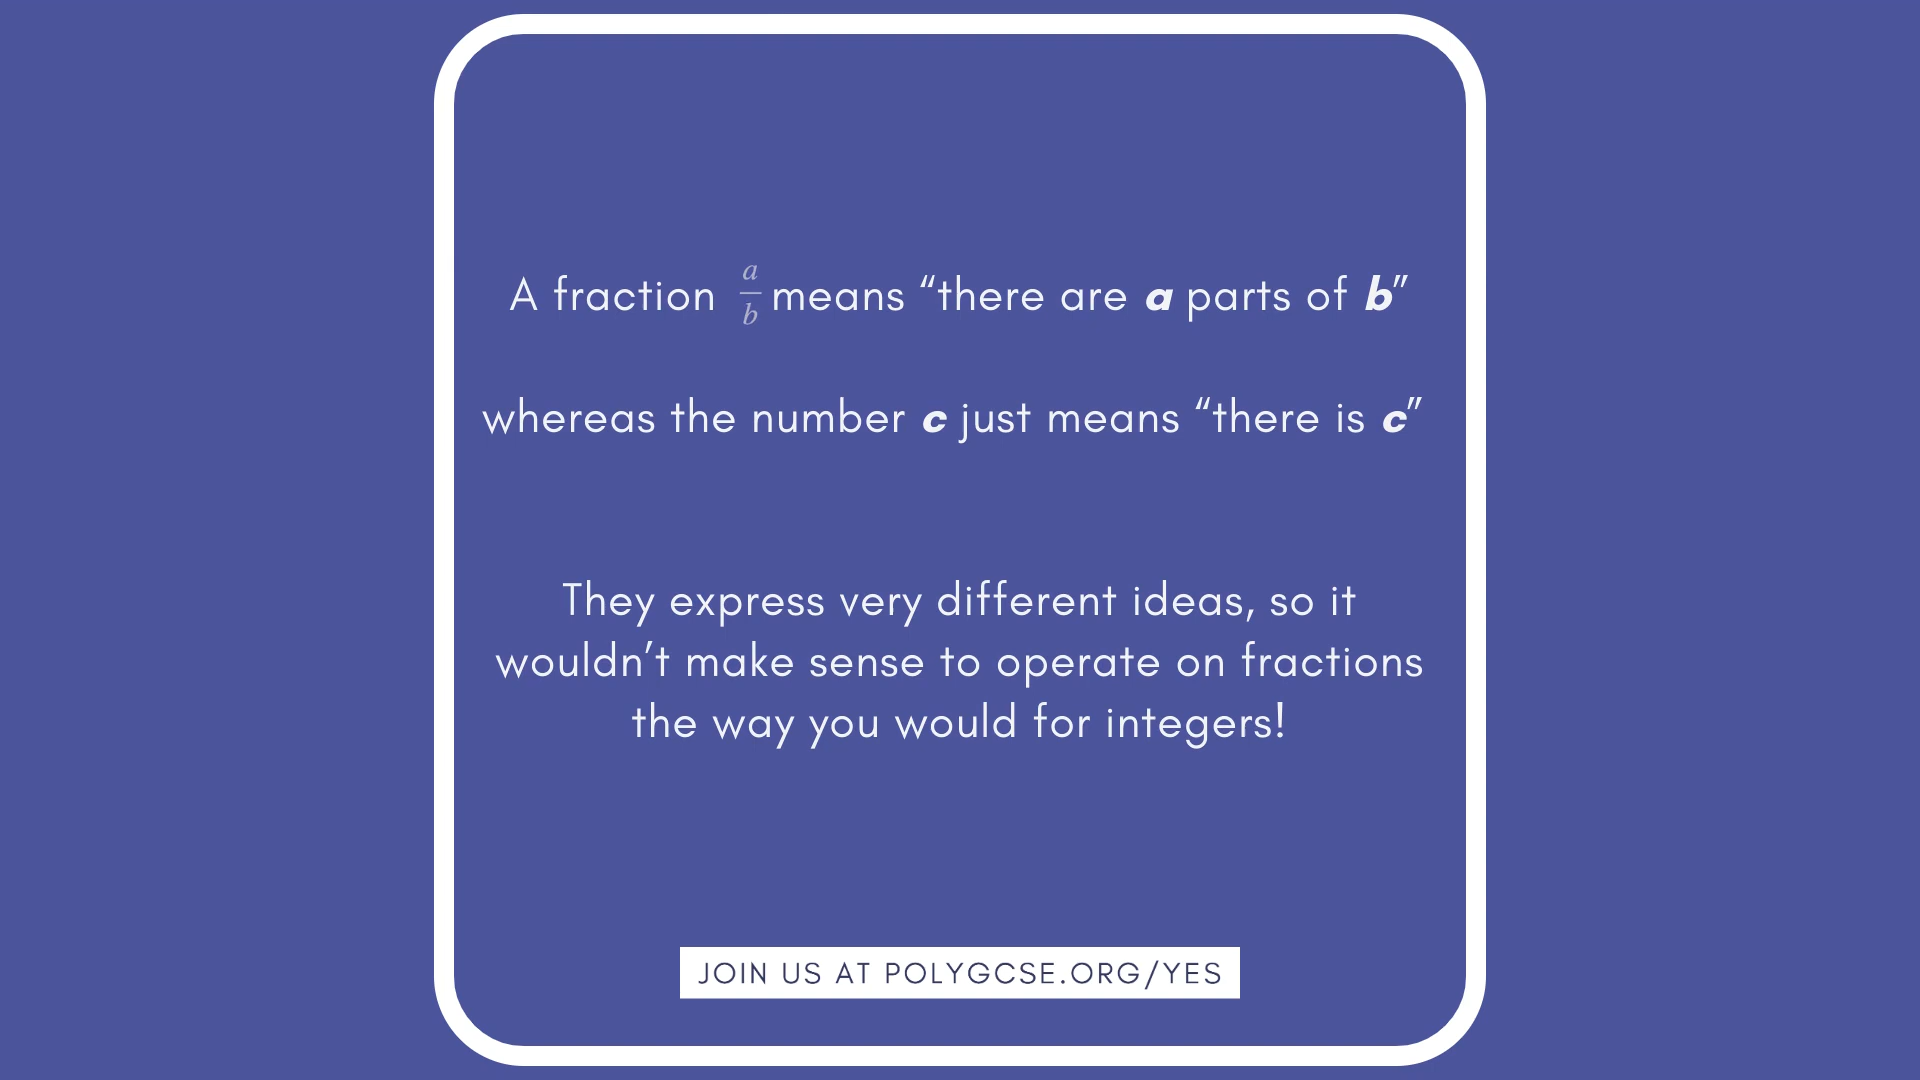 A fraction a/b means “there are a parts of b”
whereas the number c just means “there is c”
They express very different ideas, so it
wouldn’t make sense to operate on fractions
the way you would for integers!
JOIN US AT POLYGCSE.ORG/YES